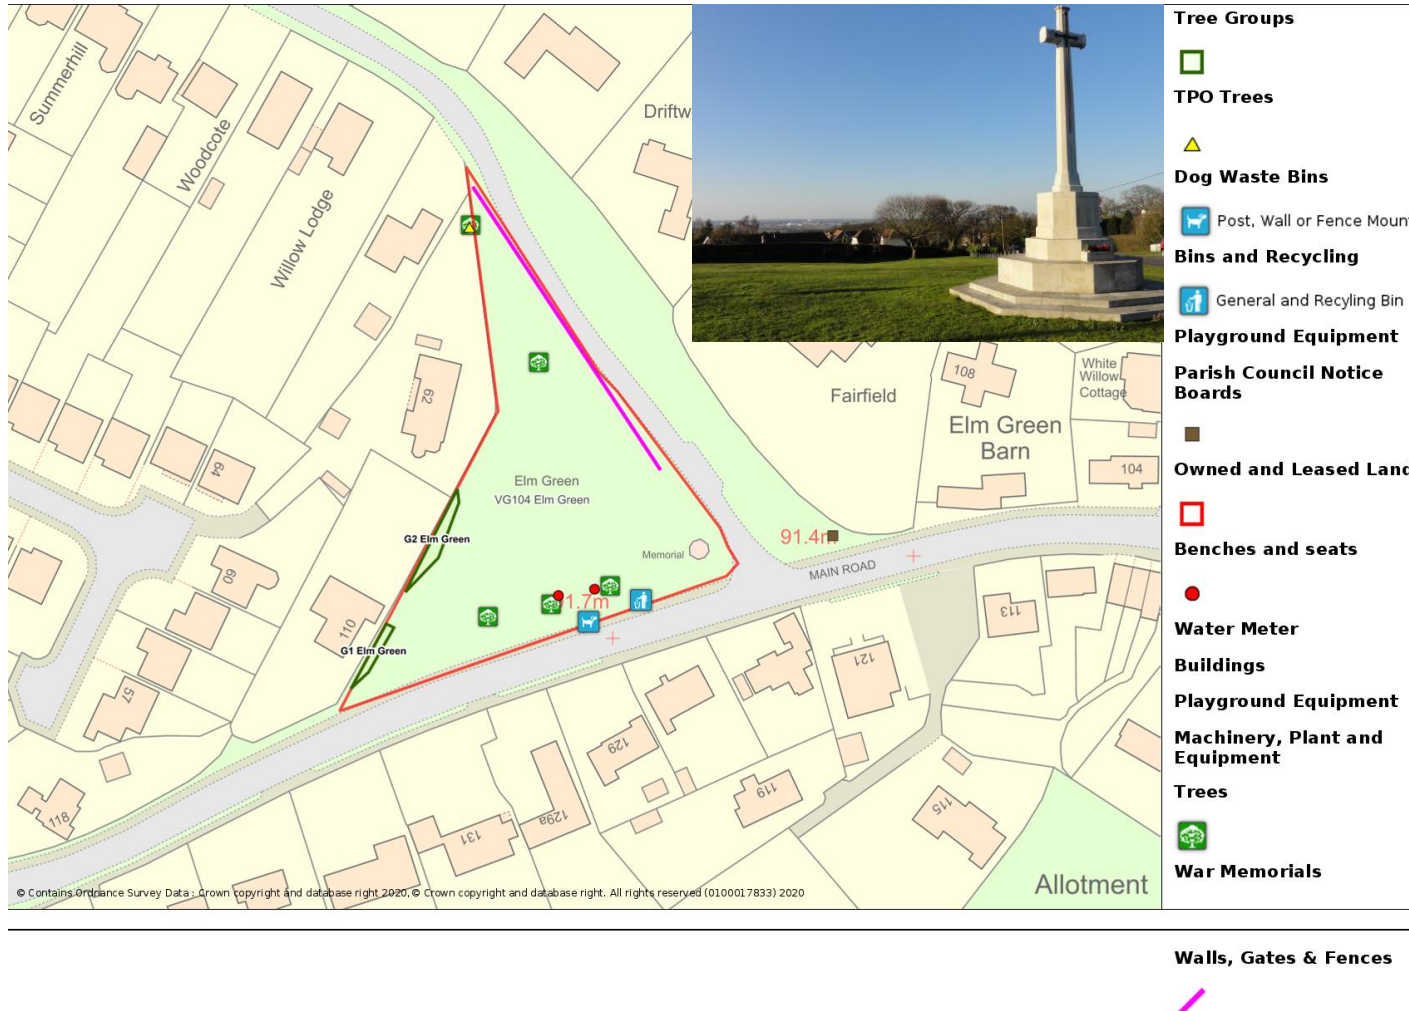 Summerhill
Woodcote
Willow Lodge
Driftw
62
64
60
57
110
118
Elm Green
VG104 Elm Green
G2 Elm Green
G1 Elm Green
Memorial
1.7m
91.4m
MAIN ROAD
Fairfield
108
Elm Green
Barn
White
Willow
Cottage
104
113
121
129
119
129a
131
115
Allotment
© Contains Ordnance Survey Data : Crown copyright and database right 2020, © Crown copyright and database right. All rights reserved (0100017833) 2020
Tree Groups
TPO Trees
Dog Waste Bins
Post, Wall or Fence Moun
Bins and Recycling
General and Recyling Bin
Playground Equipment
Parish Council Notice
Boards
Owned and Leased Land
Benches and seats
Water Meter
Buildings
Playground Equipment
Machinery, Plant and
Equipment
Trees
War Memorials
Walls, Gates & Fences